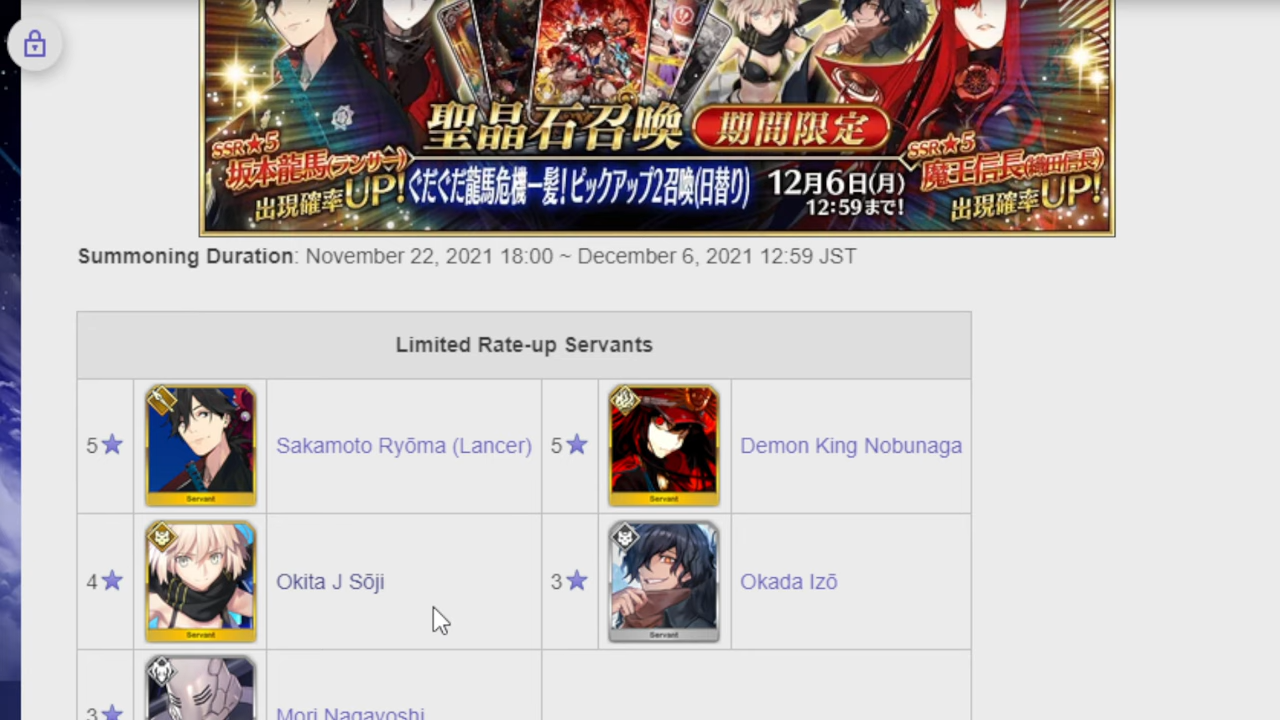 聖晶石召喚
期間限定
SSR★5
坂本龍馬(ランサー)
出現確率UP!
ぐだぐだ龍馬危機一髪!ピックアップ2召喚(日替り)
12月6日(月)
12:59まで!
SSR★5
魔王信長(織田信長)
出現確率UP!
Summoning Duration: November 22, 2021 18:00 ~ December 6, 2021 12:59 JST
Limited Rate-up Servants
5★ Servant Sakamoto Ryōma (Lancer) 5★ Servant Demon King Nobunaga
4★ Servant Okita J Sōji 3★ Servant Okada Izō
3★ Mori Nagayoshi